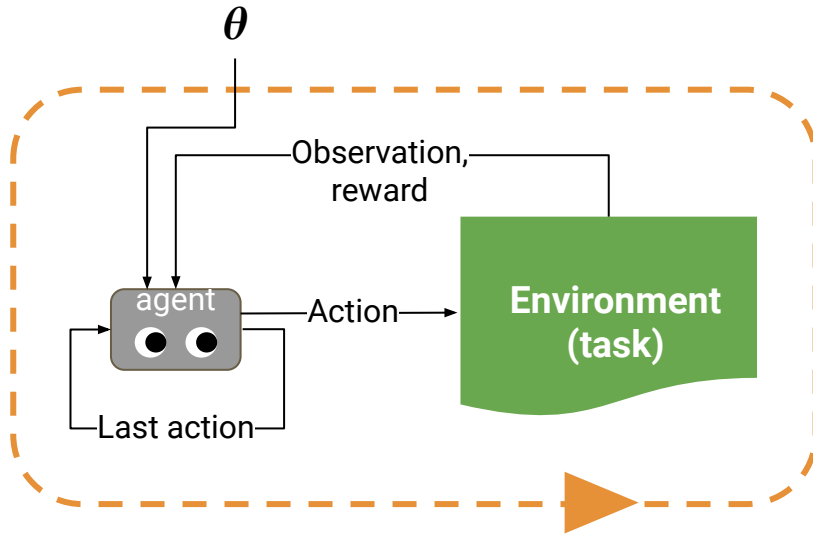 θ
Observation,
reward
agent
Action
Environment
(task)
Last action